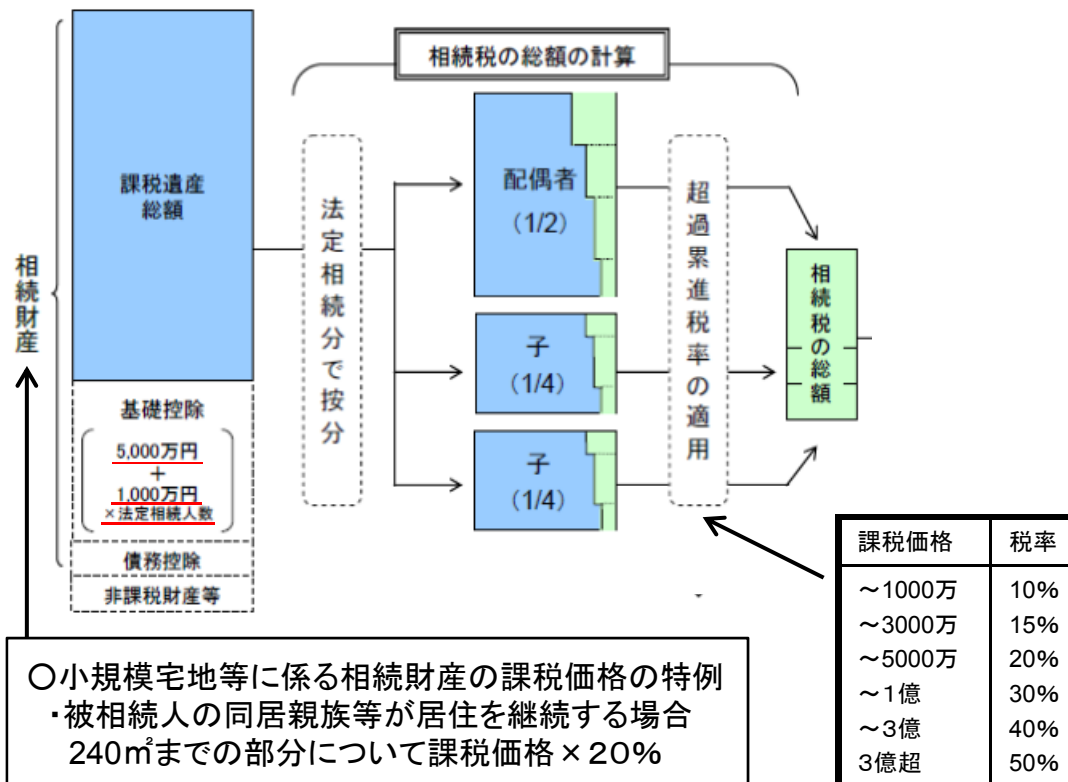 相続税の総額の計算
相続財産
課税遺産
総額
基礎控除
5,000万円
+
1,000万円
×法定相続人数
債務控除
非課税財産等
法定相続分で按分
配偶者
(1/2)
子
(1/4)
子
(1/4)
超過累進税率の適用
相続税の総額
課税価格 税率
～1000万 10%
～3000万 15%
～5000万 20%
～1億 30%
～3億 40%
3億超 50%
〇小規模宅地等に係る相続財産の課税価格の特例
・被相続人の同居親族等が居住を継続する場合
240㎡までの部分について課税価格×20%